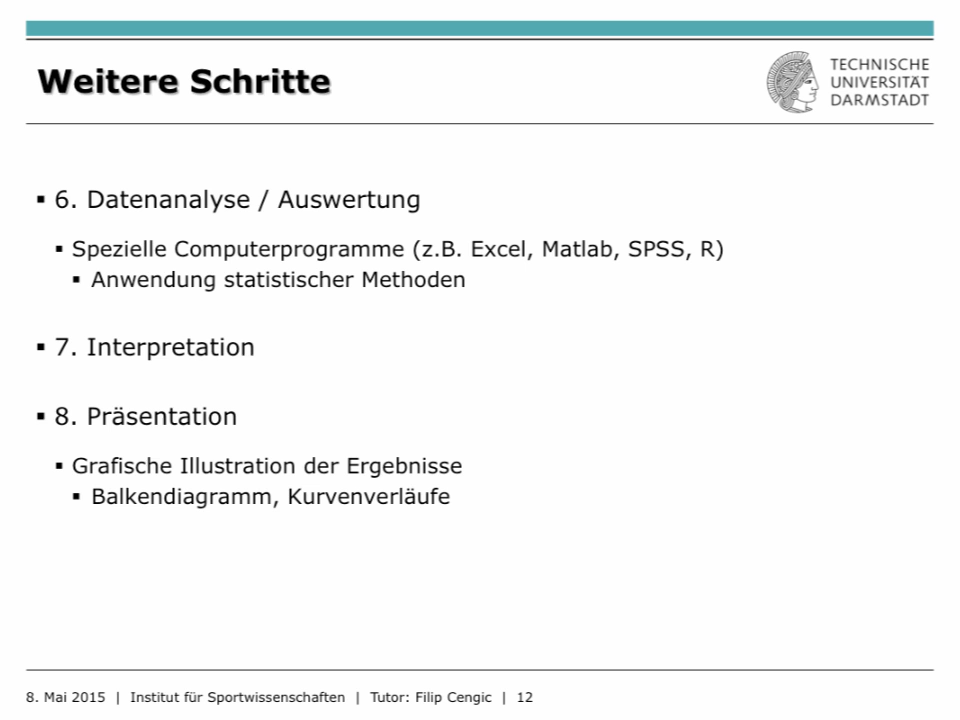 Weitere Schritte
TECHNISCHE
UNIVERSITÄT
DARMSTADT
▪ 6. Datenanalyse / Auswertung
▪ Spezielle Computerprogramme (z.B. Excel, Matlab, SPSS, R)
▪ Anwendung statistischer Methoden
▪ 7. Interpretation
▪ 8. Präsentation
▪ Grafische Illustration der Ergebnisse
▪ Balkendiagramm, Kurvenverläufe
8. Mai 2015 | Institut für Sportwissenschaften | Tutor: Filip Cengic | 12